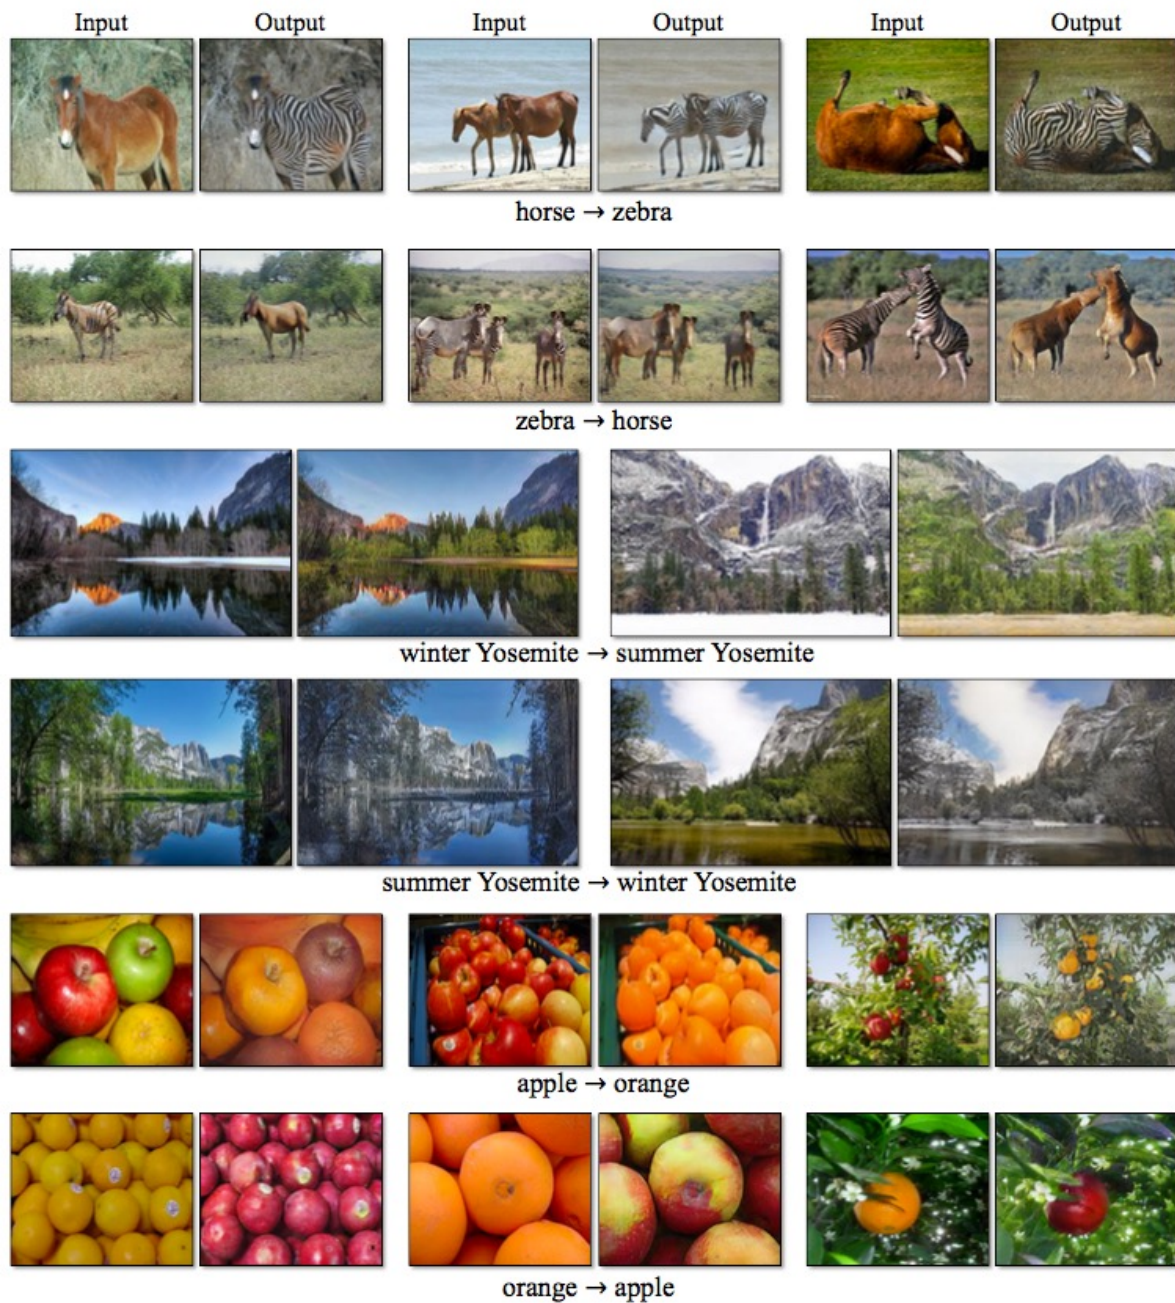 Input Output Input Output Input Output
horse → zebra
zebra → horse
winter Yosemite → summer Yosemite
summer Yosemite → winter Yosemite
apple → orange
orange → apple